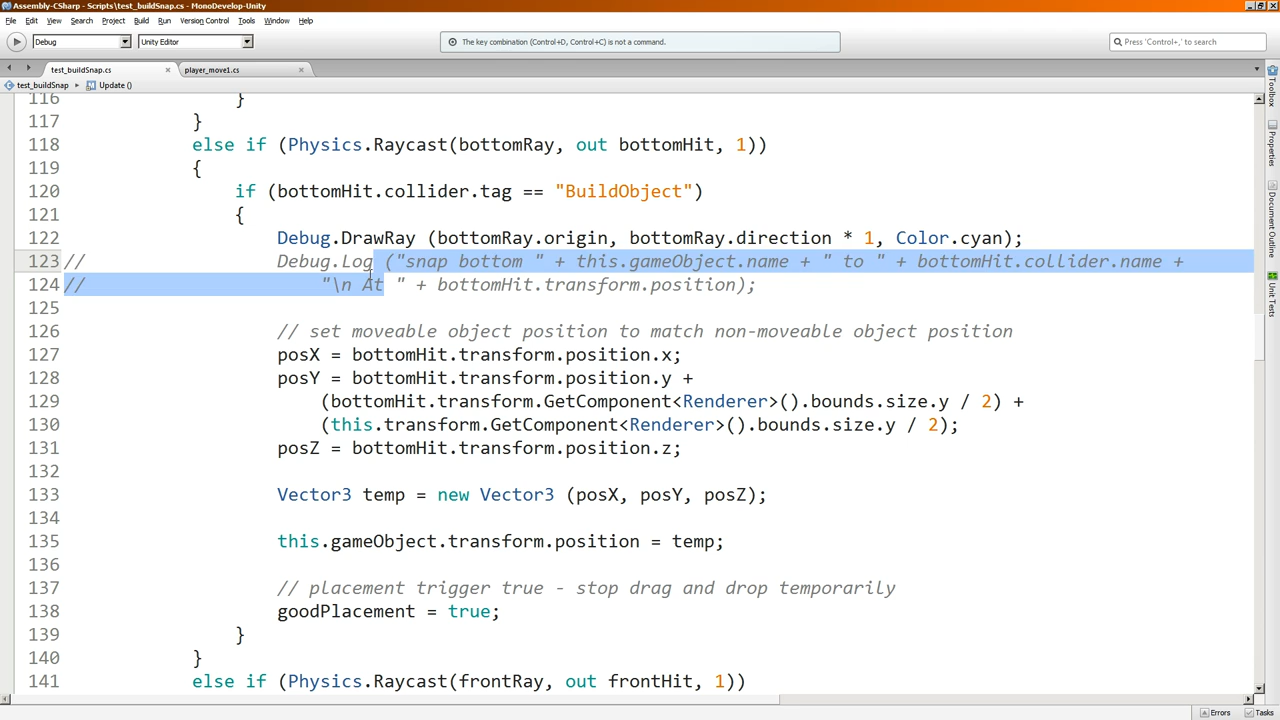 Assembly-CSharp - Scripts\test_buildSnap.cs - MonoDevelop-Unity
File Edit View Search Project Build Run Version Control Tools Window Help
Debug Unity Editor The key combination (Control+D, Control+C) is not a command. Press 'Control+,' to search
test_buildSnap.cs player_move1.cs
test_buildSnap Update ()
116 }
117 }
118 else if (Physics.Raycast(bottomRay, out bottomHit, 1))
119 {
120 if (bottomHit.collider.tag == "BuildObject")
121 {
122 Debug.DrawRay (bottomRay.origin, bottomRay.direction * 1, Color.cyan);
123 // Debug.Log ("snap bottom " + this.gameObject.name + " to " + bottomHit.collider.name +
124 // "\n At " + bottomHit.transform.position);
125
126 // set moveable object position to match non-moveable object position
127 posX = bottomHit.transform.position.x;
128 posY = bottomHit.transform.position.y +
129 (bottomHit.transform.GetComponent<Renderer>().bounds.size.y / 2) +
130 (this.transform.GetComponent<Renderer>().bounds.size.y / 2);
131 posZ = bottomHit.transform.position.z;
132
133 Vector3 temp = new Vector3 (posX, posY, posZ);
134
135 this.gameObject.transform.position = temp;
136
137 // placement trigger true - stop drag and drop temporarily
138 goodPlacement = true;
139 }
140 }
141 else if (Physics.Raycast(frontRay, out frontHit, 1))
Toolbox
Properties
Document Outline
Unit Tests
Errors Tasks